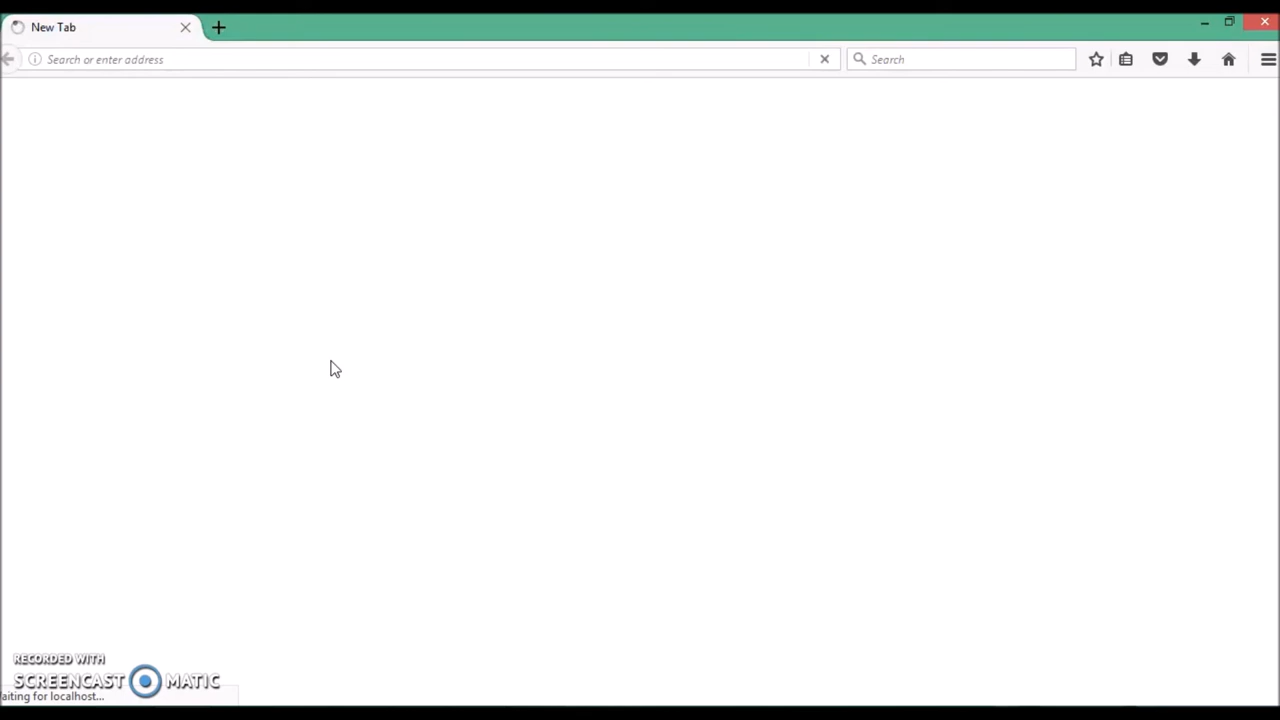 New Tab
Search or enter address
Search
RECORDED WITH
SCREENCAST MATIC
aiting for localhost...